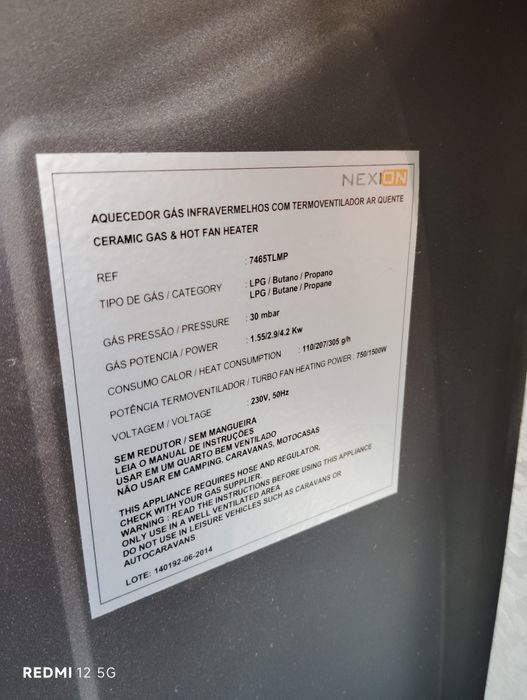 NEXION
AQUECEDOR GÁS INFRAVERMELHOS COM TERMOVENTILADOR AR QUENTE
CERAMIC GAS & HOT FAN HEATER
REF : 7465TLMP
TIPO DE GÁS / CATEGORY : LPG / Butano / Propano
LPG / Butane / Propane
GÁS PRESSÃO / PRESSURE : 30 mbar
GÁS POTENCIA / POWER : 1.55/2.9/4.2 Kw
CONSUMO CALOR / HEAT CONSUMPTION : 110/207/305 g/h
POTÊNCIA TERMOVENTILADOR / TURBO FAN HEATING POWER : 750/1500W
VOLTAGEM / VOLTAGE : 230V, 50Hz
SEM REDUTOR / SEM MANGUEIRA
LEIA O MANUAL DE INSTRUÇÕES
USAR EM UM QUARTO BEM VENTILADO
NÃO USAR EM CAMPING, CARAVANAS, MOTOCASAS
THIS APPLIANCE REQUIRES HOSE AND REGULATOR,
CHECK WITH YOUR GAS SUPPLIER.
WARNING : READ THE INSTRUCTIONS BEFORE USING THIS APPLIANCE
ONLY USE IN A WELL VENTILATED AREA
DO NOT USE IN LEISURE VEHICLES SUCH AS CARAVANS OR
AUTOCARAVANS
LOTE: 140192-06-2014
REDMI 12 5G